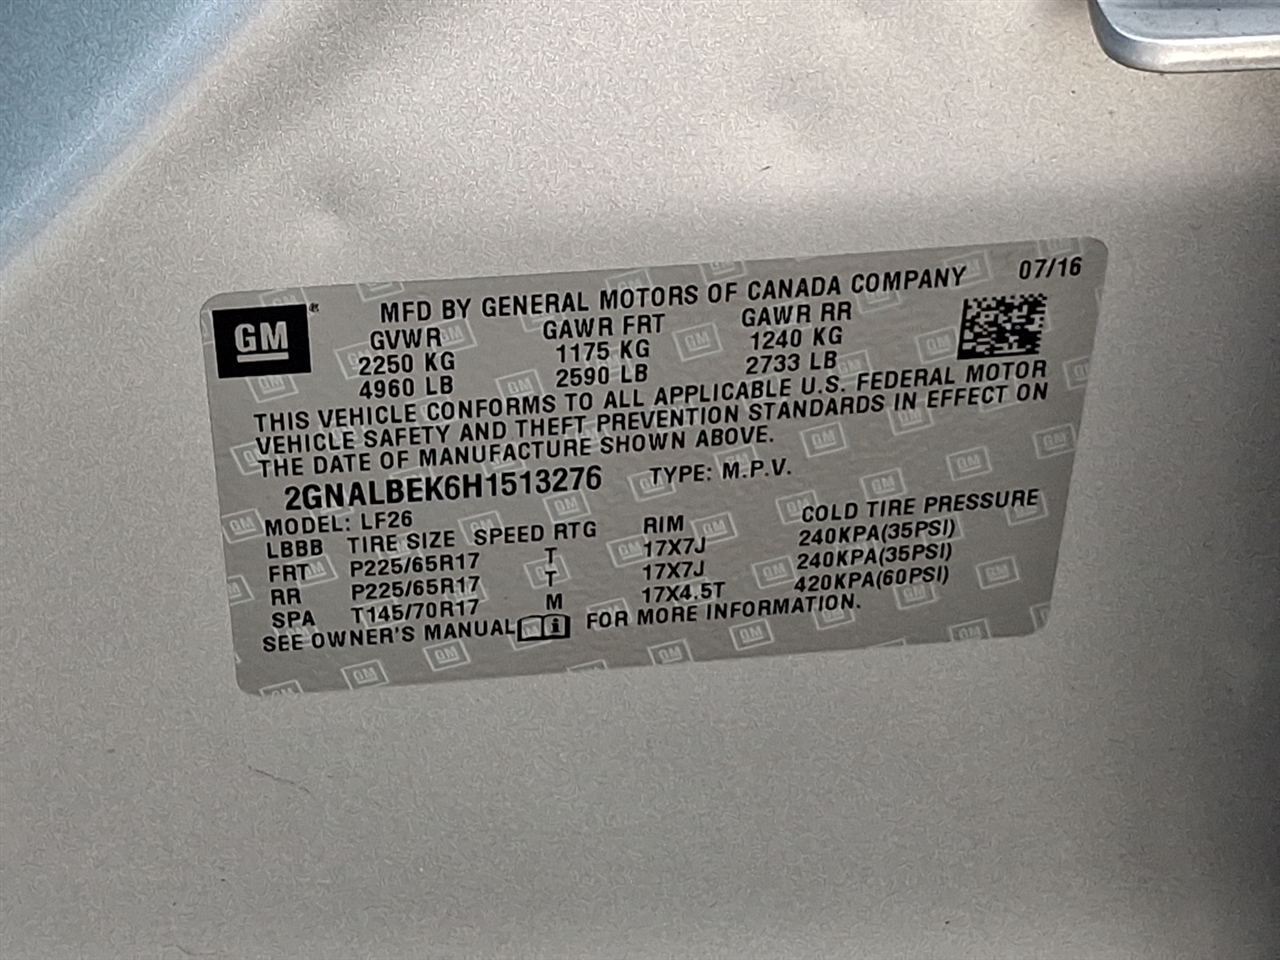 GM
MFD BY GENERAL MOTORS OF CANADA COMPANY 07/16
GVWR GAWR FRT GAWR RR
2250 KG 1175 KG 1240 KG
4960 LB 2590 LB 2733 LB
THIS VEHICLE CONFORMS TO ALL APPLICABLE U.S. FEDERAL MOTOR
VEHICLE SAFETY AND THEFT PREVENTION STANDARDS IN EFFECT ON
THE DATE OF MANUFACTURE SHOWN ABOVE.
2GNALBEK6H1513276 TYPE: M.P.V.
MODEL: LF26
LBBB TIRE SIZE SPEED RTG RIM COLD TIRE PRESSURE
FRT P225/65R17 T 17X7J 240KPA(35PSI)
RR P225/65R17 T 17X7J 240KPA(35PSI)
SPA T145/70R17 M 17X4.5T 420KPA(60PSI)
SEE OWNER'S MANUAL FOR MORE INFORMATION.